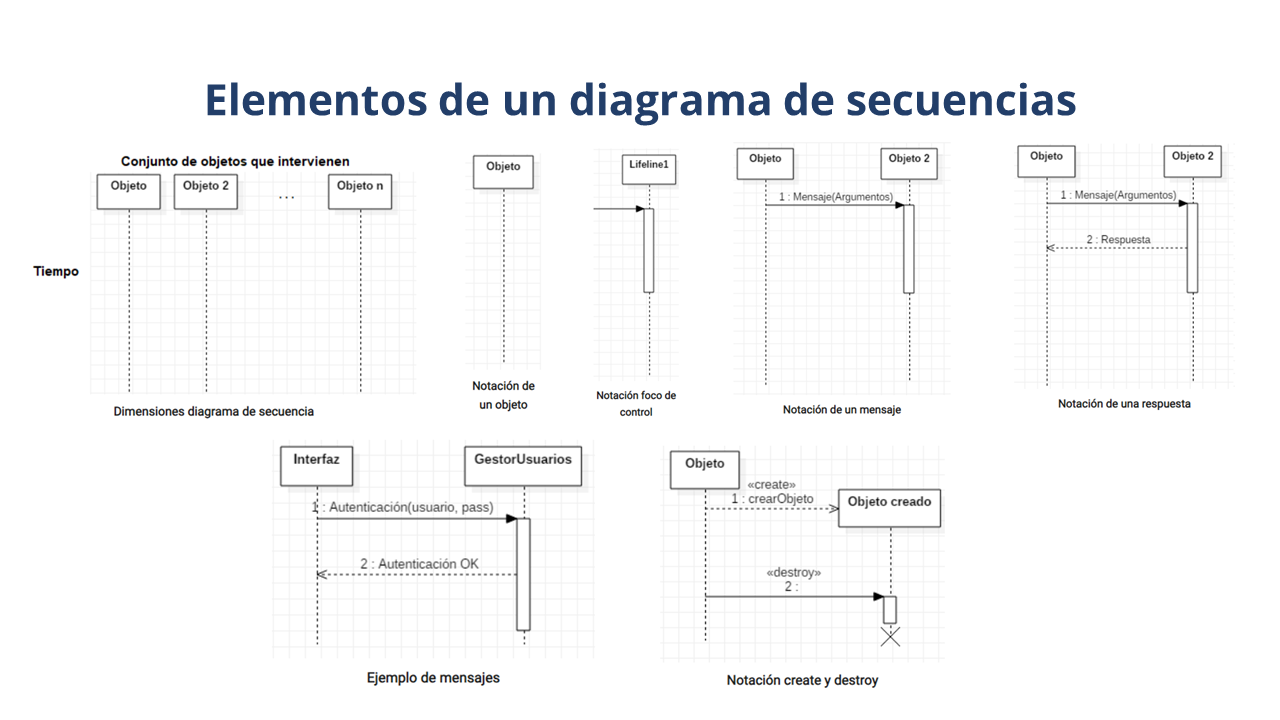 Elementos de un diagrama de secuencias
Conjunto de objetos que intervienen
Objeto
Objeto 2
...
Objeto n
Tiempo
Dimensiones diagrama de secuencia
Objeto
Notación de
un objeto
Lifeline1
Notación foco de
control
Objeto
Objeto 2
1 : Mensaje(Argumentos)
Notación de un mensaje
Objeto
Objeto 2
1 : Mensaje(Argumentos)
2 : Respuesta
Notación de una respuesta
Interfaz
GestorUsuarios
1 : Autenticación(usuario, pass)
2 : Autenticación OK
Ejemplo de mensajes
Objeto
«create»
1 : crearObjeto
Objeto creado
«destroy»
2 :
Notación create y destroy